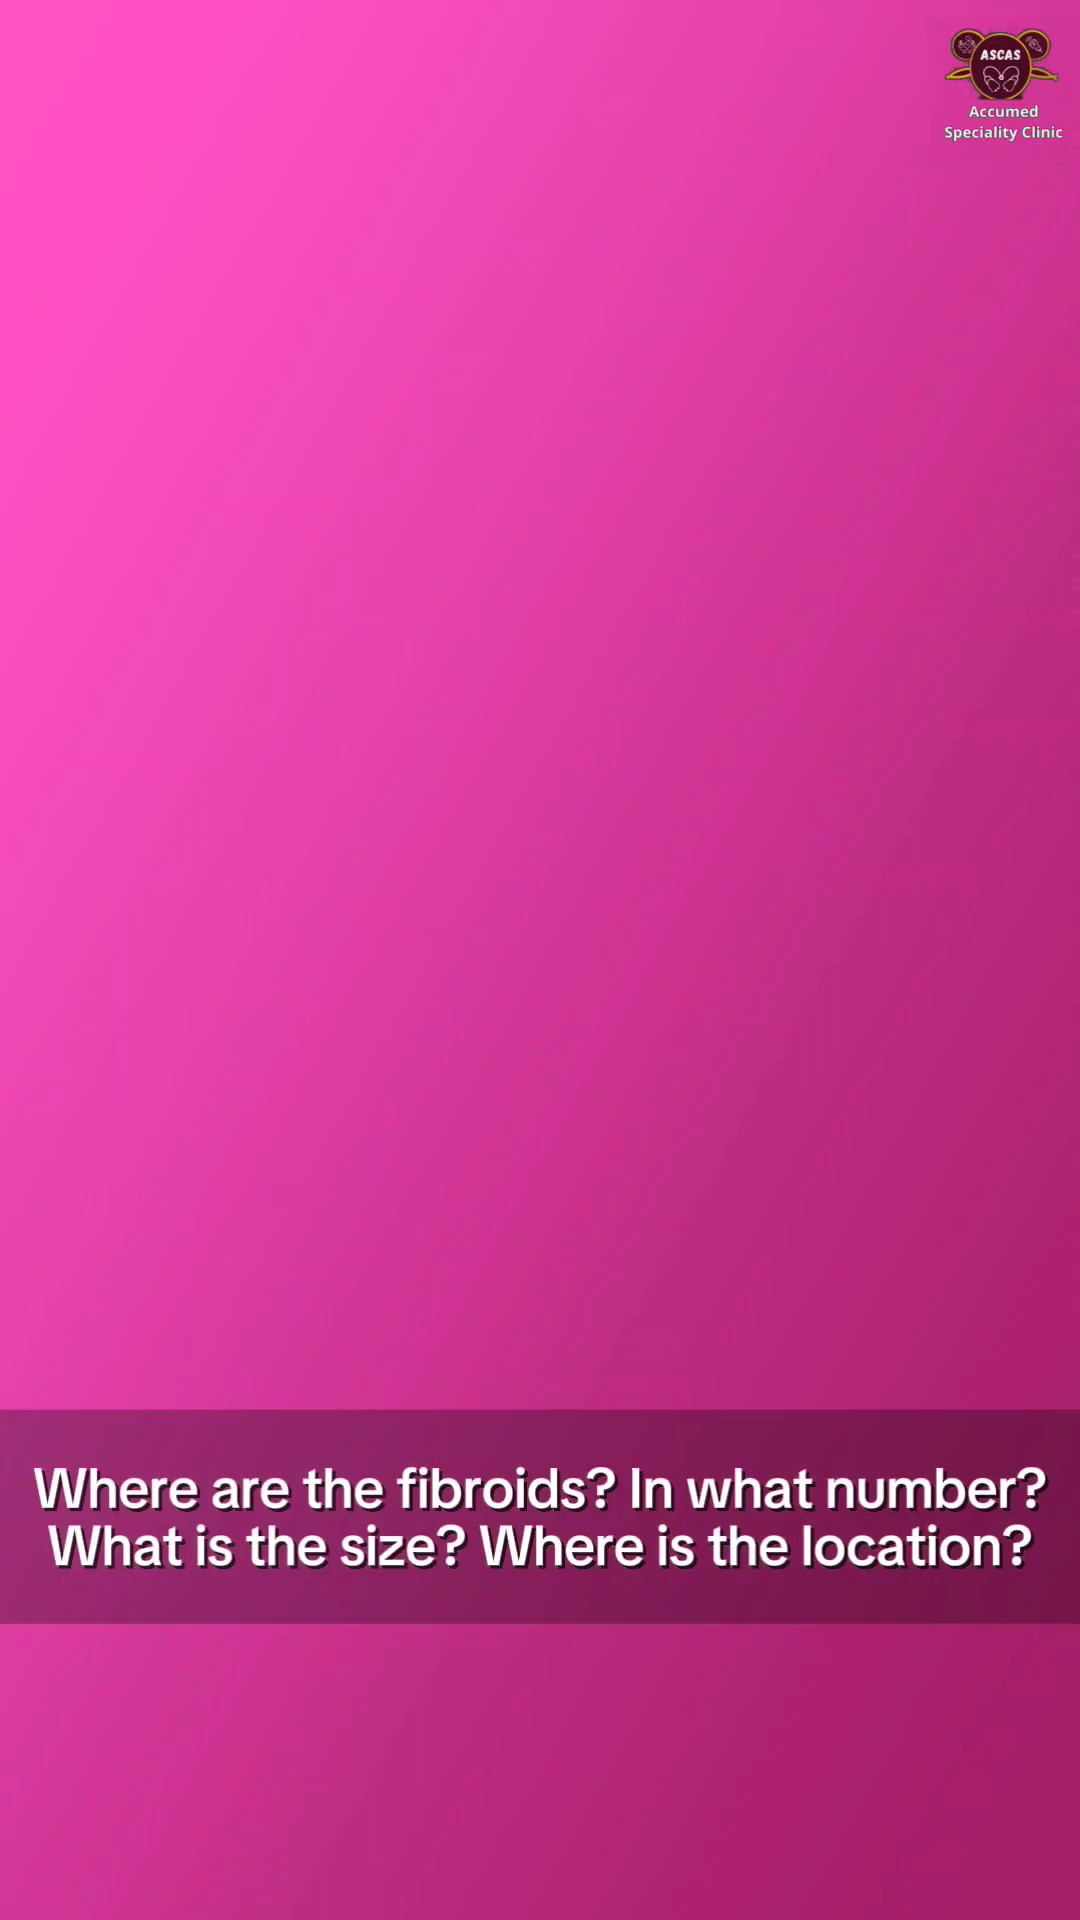 ASCAS
Accumed
Speciality Clinic
Where are the fibroids? In what number?
What is the size? Where is the location?